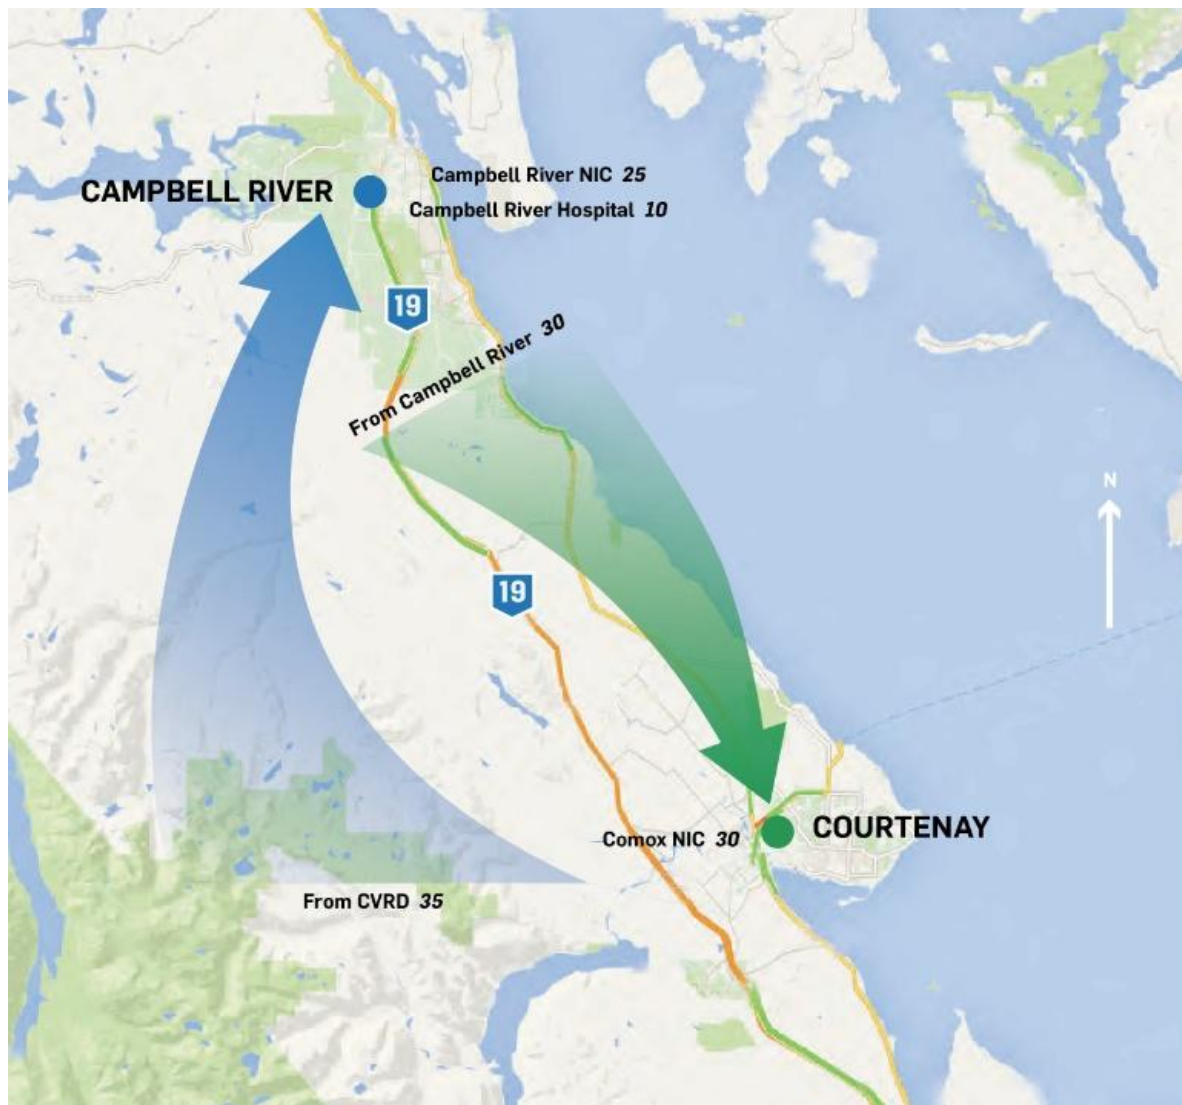 Campbell River NIC 25
CAMPBELL RIVER
Campbell River Hospital 10
19
From Campbell River 30
N
19
COURTENAY
Comox NIC 30
From CVRD 35